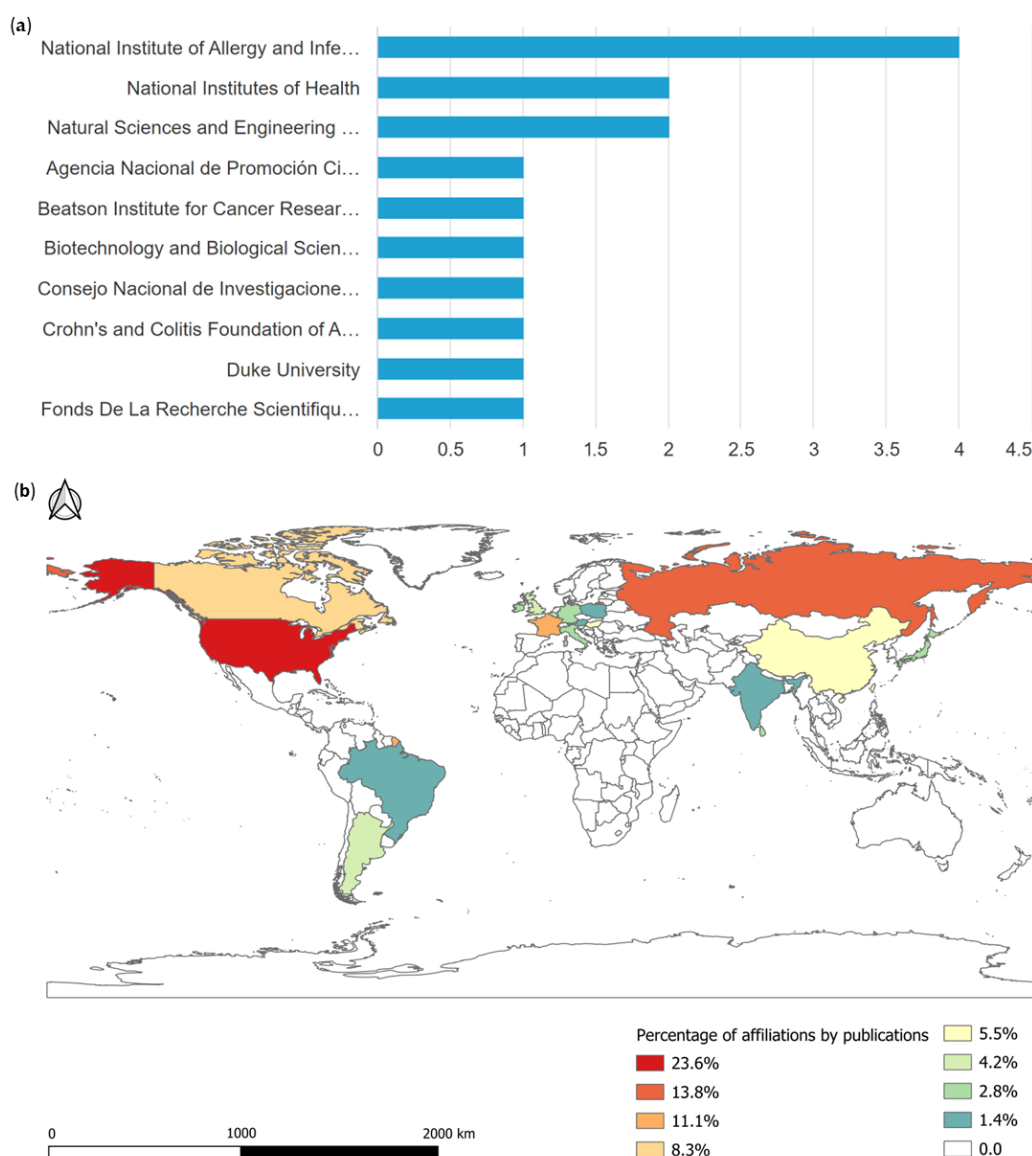 (a)
National Institute of Allergy and Infe…
National Institutes of Health
Natural Sciences and Engineering …
Agencia Nacional de Promoción Ci…
Beatson Institute for Cancer Resear…
Biotechnology and Biological Scien…
Consejo Nacional de Investigacione…
Crohn's and Colitis Foundation of A…
Duke University
Fonds De La Recherche Scientifiqu…
0 0.5 1 1.5 2 2.5 3 3.5 4 4.5
(b)
Percentage of affiliations by publications
23.6%
13.8%
11.1%
8.3%
5.5%
4.2%
2.8%
1.4%
0.0
0 1000 2000 km